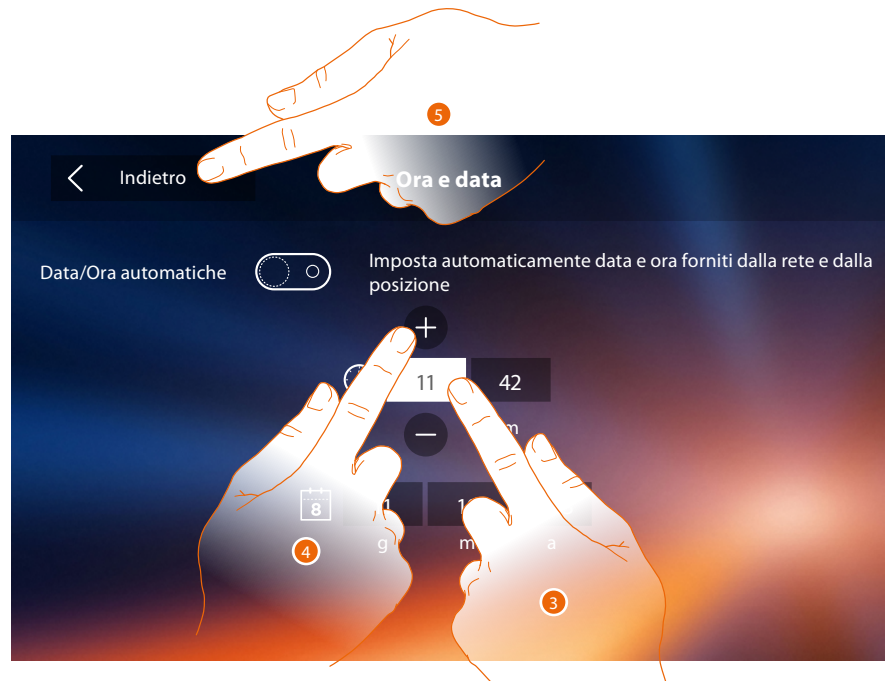 5
Indietro
Ora e data
Data/Ora automatiche
Imposta automaticamente data e ora forniti dalla rete e dalla
posizione
+
11
42
−
m
8
g
m
a
4
3